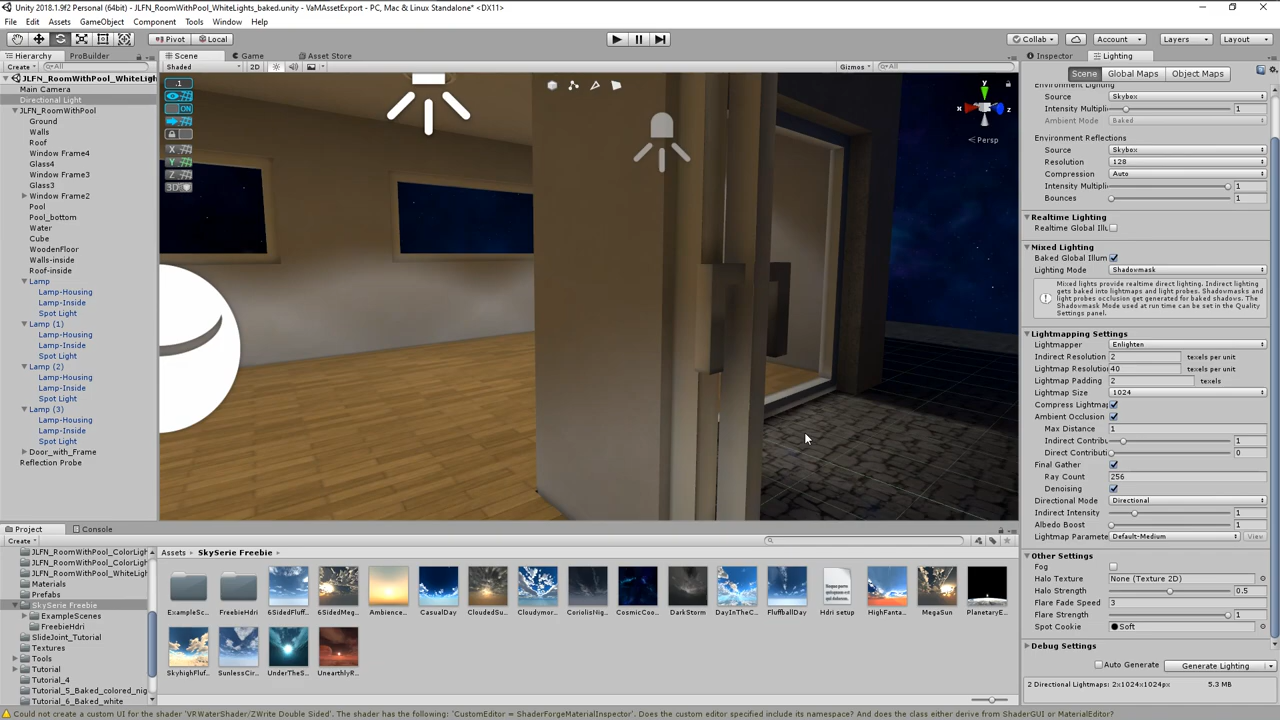 Unity 2018.1.9f2 Personal (64bit) - JLFN_RoomWithPool_WhiteLights_baked.unity - VaMAssetExport - PC, Mac & Linux Standalone* <DX11>
File Edit Assets GameObject Component Tools Window Help
Pivot Local Collab Account Layers Layout
Hierarchy ProBuilder Scene Game Asset Store Inspector Lighting
Create All Shaded 2D Gizmos All
Scene Global Maps Object Maps
JLFN_RoomWithPool_WhiteLigh
Main Camera
Directional Light
JLFN_RoomWithPool
Ground
Walls
Roof
Window Frame4
Glass4
Window Frame3
Glass3
Window Frame2
Pool
Pool_bottom
Water
Cube
WoodenFloor
Walls-inside
Roof-inside
Lamp
Lamp-Housing
Lamp-Inside
Spot Light
Lamp (1)
Lamp-Housing
Lamp-Inside
Spot Light
Lamp (2)
Lamp-Housing
Lamp-Inside
Spot Light
Lamp (3)
Lamp-Housing
Lamp-Inside
Spot Light
Door_with_Frame
Reflection Probe
.1
ON
X
Y
Z
3D
y
x
Persp
Environment Lighting
Source Skybox
Intensity Multipli 1
Ambient Mode Baked
Environment Reflections
Source Skybox
Resolution 128
Compression Auto
Intensity Multipli 1
Bounces 1
Realtime Lighting
Realtime Global Illu
Mixed Lighting
Baked Global Illum
Lighting Mode Shadowmask
Mixed lights provide realtime direct lighting. Indirect lighting
gets baked into lightmaps and light probes. Shadowmasks and
light probes occlusion get generated for baked shadows. The
Shadowmask Mode used at run time can be set in the Quality
Settings panel.
Lightmapping Settings
Lightmapper Enlighten
Indirect Resolution 2 texels per unit
Lightmap Resolutio 40 texels per unit
Lightmap Padding 2 texels
Lightmap Size 1024
Compress Lightma
Ambient Occlusion
Max Distance 1
Indirect Contribu 1
Direct Contributi 0
Final Gather
Ray Count 256
Denoising
Directional Mode Directional
Indirect Intensity 1
Albedo Boost 1
Lightmap Paramete Default-Medium View
Other Settings
Fog
Halo Texture None (Texture 2D)
Halo Strength 0.5
Flare Fade Speed 3
Flare Strength 1
Spot Cookie Soft
Debug Settings
Auto Generate Generate Lighting
2 Directional Lightmaps: 2x1024x1024px 5.3 MB
Project Console
Create
JLFN_RoomWithPool_ColorLigh
JLFN_RoomWithPool_ColorLigh
JLFN_RoomWithPool_WhiteLigh
Materials
Prefabs
SkySerie Freebie
ExampleScenes
FreebieHdri
SlideJoint_Tutorial
Textures
Tools
Tutorial
Tutorial_4
Tutorial_5_Baked_colored_nig
Tutorial_6_Baked_white
Assets SkySerie Freebie
ExampleSc... FreebieHdri 6SidedFluf... 6SidedMeg... Ambience... CasualDay CloudedSu... Cloudymor... CoriolisHig... CosmicCoo... DarkStorm DayInTheC... FluffballDay Hdri setup HighFanta... MegaSun PlanetaryE...
SkyhighFluf... SunlessCir... UnderTheS... UnearthlyR...
Could not create a custom UI for the shader 'VRWaterShader/ZWrite Double Sided'. The shader has the following: 'CustomEditor = ShaderForgeMaterialInspector'. Does the custom editor specified include its namespace? And does the class either derive from ShaderGUI or MaterialEditor?